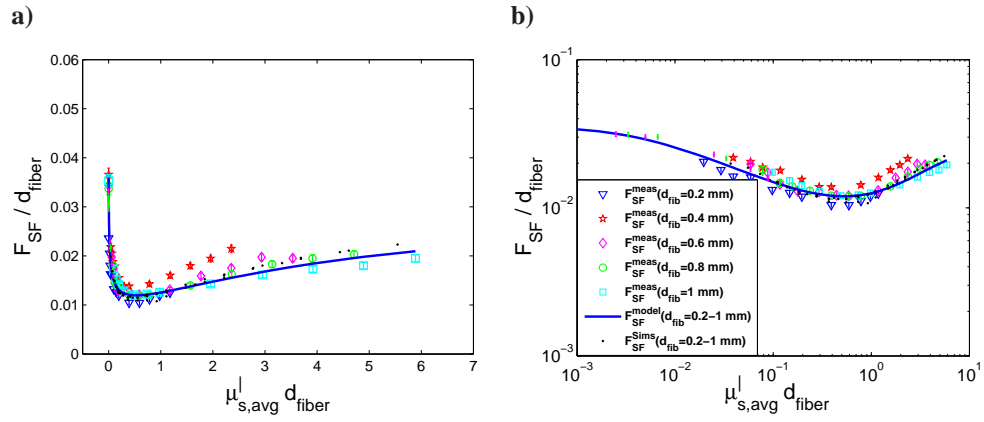 a)
0.06
0.05
0.04
0.03
0.02
0.01
0
0 1 2 3 4 5 6 7
F_SF / d_fiber
μ^|_s,avg d_fiber
b)
10^-1
10^-2
10^-3
10^-3 10^-2 10^-1 10^0 10^1
F_SF / d_fiber
μ^|_s,avg d_fiber
F_SF^meas(d_fib=0.2 mm)
F_SF^meas(d_fib=0.4 mm)
F_SF^meas(d_fib=0.6 mm)
F_SF^meas(d_fib=0.8 mm)
F_SF^meas(d_fib=1 mm)
F_SF^model(d_fib=0.2−1 mm)
F_SF^Sims(d_fib=0.2−1 mm)